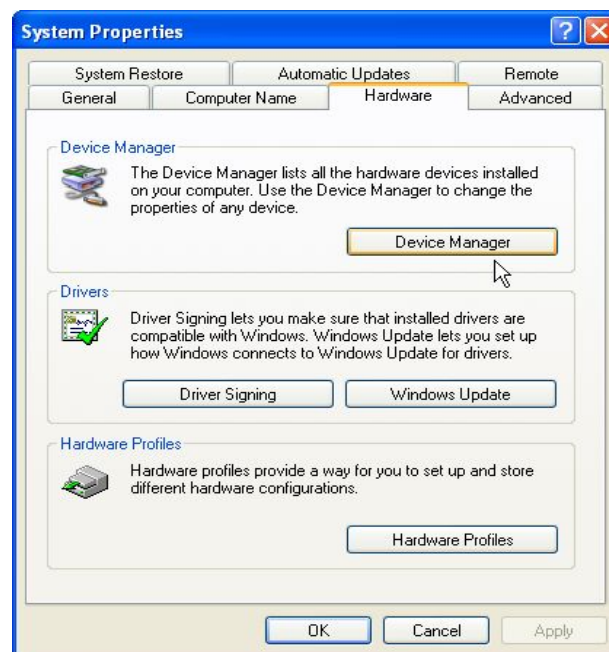 System Properties
System Restore Automatic Updates Remote
General Computer Name Hardware Advanced
Device Manager
The Device Manager lists all the hardware devices installed
on your computer. Use the Device Manager to change the
properties of any device.
Device Manager
Drivers
Driver Signing lets you make sure that installed drivers are
compatible with Windows. Windows Update lets you set up
how Windows connects to Windows Update for drivers.
Driver Signing Windows Update
Hardware Profiles
Hardware profiles provide a way for you to set up and store
different hardware configurations.
Hardware Profiles
OK Cancel Apply